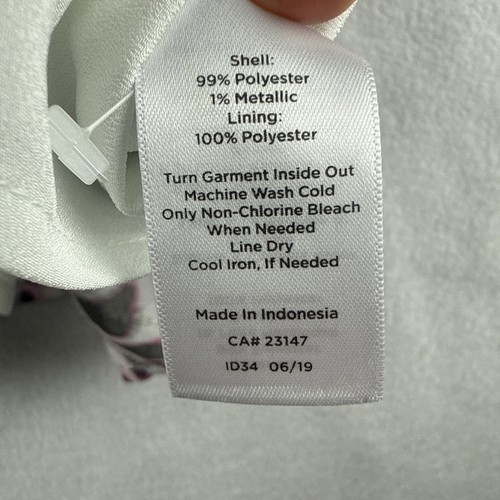 Shell:
99% Polyester
1% Metallic
Lining:
100% Polyester
Turn Garment Inside Out
Machine Wash Cold
Only Non-Chlorine Bleach
When Needed
Line Dry
Cool Iron, If Needed
Made In Indonesia
CA# 23147
ID34 06/19